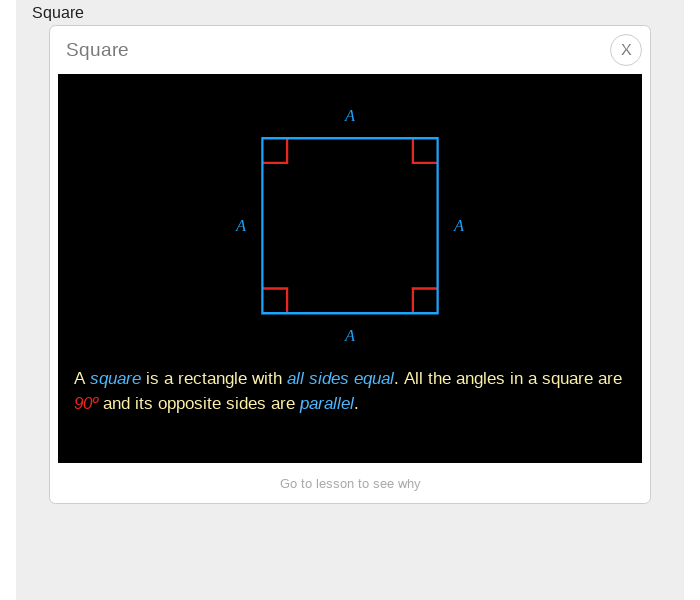 Square
Square
X
A
A
A
A
A square is a rectangle with all sides equal. All the angles in a square are
90º and its opposite sides are parallel.
Go to lesson to see why